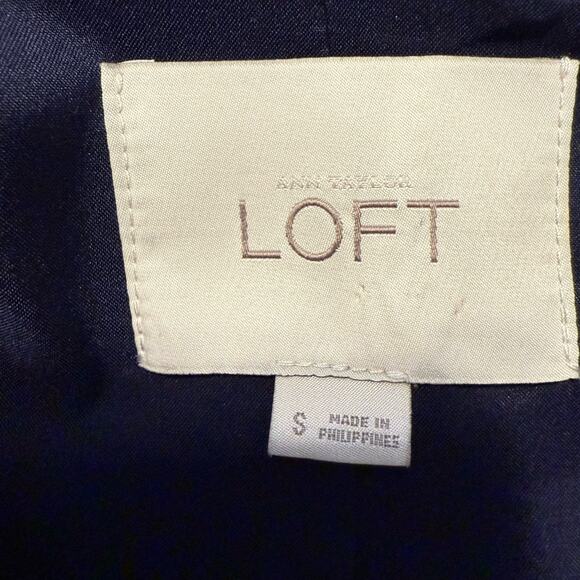 ANN TAYLOR
LOFT
S
MADE IN
PHILIPPINES